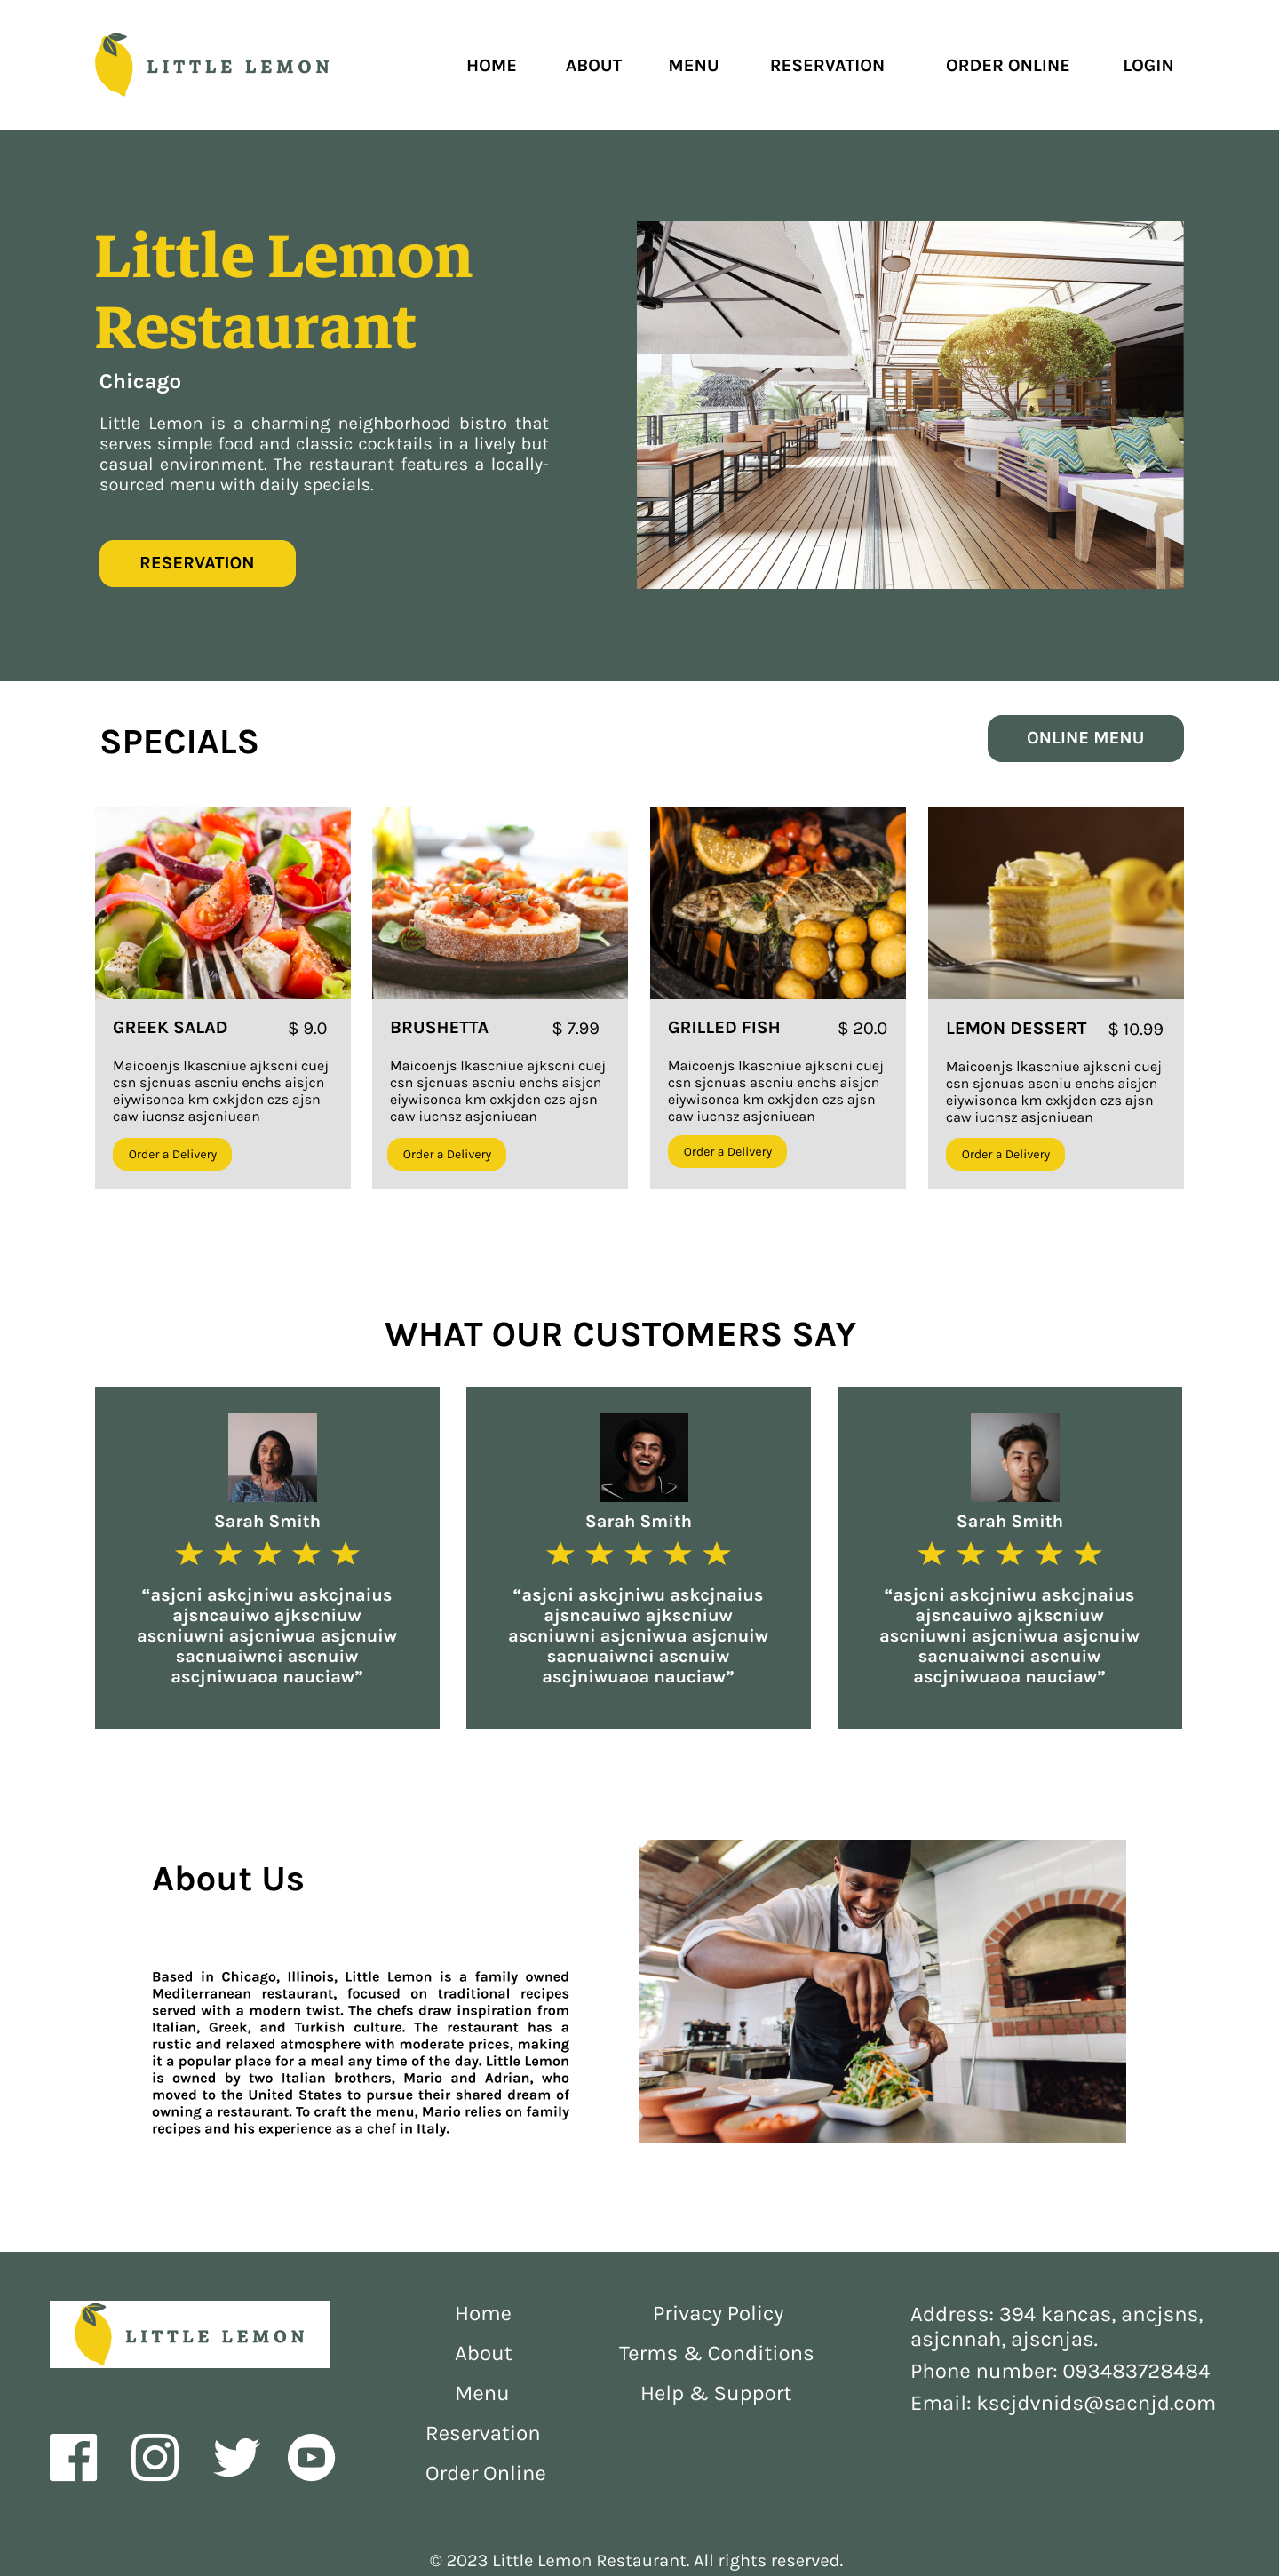 LITTLE LEMON
HOME ABOUT MENU RESERVATION ORDER ONLINE LOGIN
Little Lemon
Restaurant
Chicago
Little Lemon is a charming neighborhood bistro that
serves simple food and classic cocktails in a lively but
casual environment. The restaurant features a locally-
sourced menu with daily specials.
RESERVATION
SPECIALS
ONLINE MENU
GREEK SALAD $ 9.0
Maicoenjs lkascniue ajkscni cuej
csn sjcnuas ascniu enchs aisjcn
eiywisonca km cxkjdcn czs ajsn
caw iucnsz asjcniuean
Order a Delivery
BRUSHETTA $ 7.99
Maicoenjs lkascniue ajkscni cuej
csn sjcnuas ascniu enchs aisjcn
eiywisonca km cxkjdcn czs ajsn
caw iucnsz asjcniuean
Order a Delivery
GRILLED FISH $ 20.0
Maicoenjs lkascniue ajkscni cuej
csn sjcnuas ascniu enchs aisjcn
eiywisonca km cxkjdcn czs ajsn
caw iucnsz asjcniuean
Order a Delivery
LEMON DESSERT $ 10.99
Maicoenjs lkascniue ajkscni cuej
csn sjcnuas ascniu enchs aisjcn
eiywisonca km cxkjdcn czs ajsn
caw iucnsz asjcniuean
Order a Delivery
WHAT OUR CUSTOMERS SAY
Sarah Smith
“asjcni askcjniwu askcjnaius
ajsncauiwo ajkscniuw
ascniuwni asjcniwua asjcnuiw
sacnuaiwnci ascnuiw
ascjniwuaoa nauciaw”
Sarah Smith
“asjcni askcjniwu askcjnaius
ajsncauiwo ajkscniuw
ascniuwni asjcniwua asjcnuiw
sacnuaiwnci ascnuiw
ascjniwuaoa nauciaw”
Sarah Smith
“asjcni askcjniwu askcjnaius
ajsncauiwo ajkscniuw
ascniuwni asjcniwua asjcnuiw
sacnuaiwnci ascnuiw
ascjniwuaoa nauciaw”
About Us
Based in Chicago, Illinois, Little Lemon is a family owned
Mediterranean restaurant, focused on traditional recipes
served with a modern twist. The chefs draw inspiration from
Italian, Greek, and Turkish culture. The restaurant has a
rustic and relaxed atmosphere with moderate prices, making
it a popular place for a meal any time of the day. Little Lemon
is owned by two Italian brothers, Mario and Adrian, who
moved to the United States to pursue their shared dream of
owning a restaurant. To craft the menu, Mario relies on family
recipes and his experience as a chef in Italy.
LITTLE LEMON
Home
About
Menu
Reservation
Order Online
Privacy Policy
Terms & Conditions
Help & Support
Address: 394 kancas, ancjsns,
asjcnnah, ajscnjas.
Phone number: 093483728484
Email: kscjdvnids@sacnjd.com
© 2023 Little Lemon Restaurant. All rights reserved.